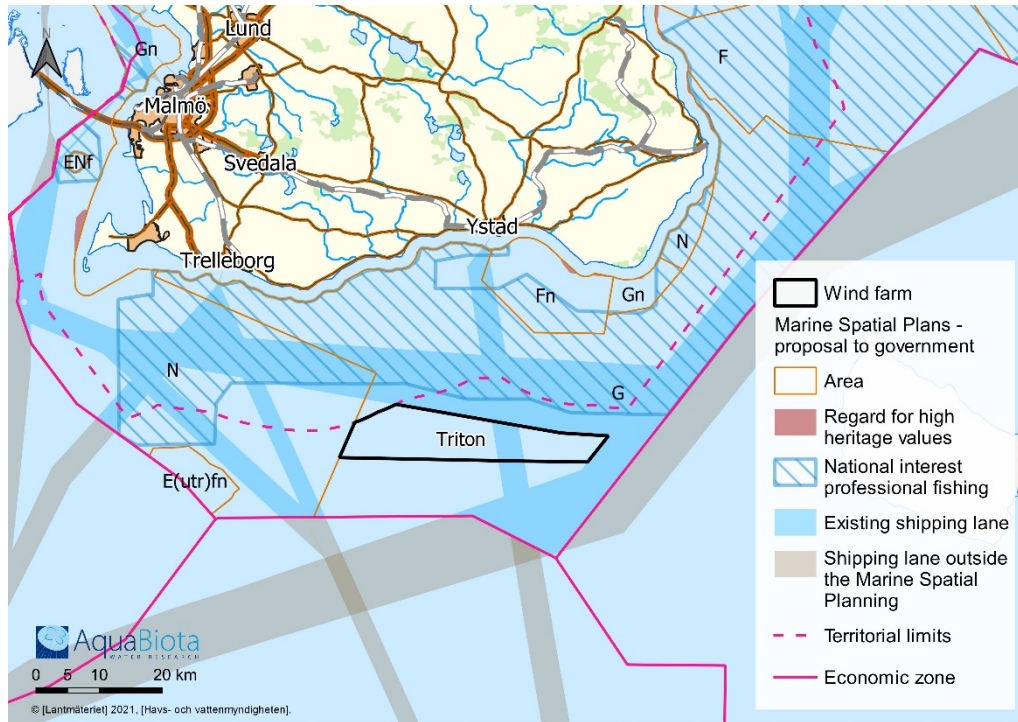 N
Gn
Lund
F
Malmö
ENf
Svedala
Ystad
N
Trelleborg
Fn
Gn
N
G
Triton
E(utr)fn
Wind farm
Marine Spatial Plans -
proposal to government
Area
Regard for high
heritage values
National interest
professional fishing
Existing shipping lane
Shipping lane outside
the Marine Spatial
Planning
Territorial limits
Economic zone
AquaBiota
WATER RESEARCH
0 5 10 20 km
© [Lantmäteriet] 2021, [Havs- och vattenmyndigheten].